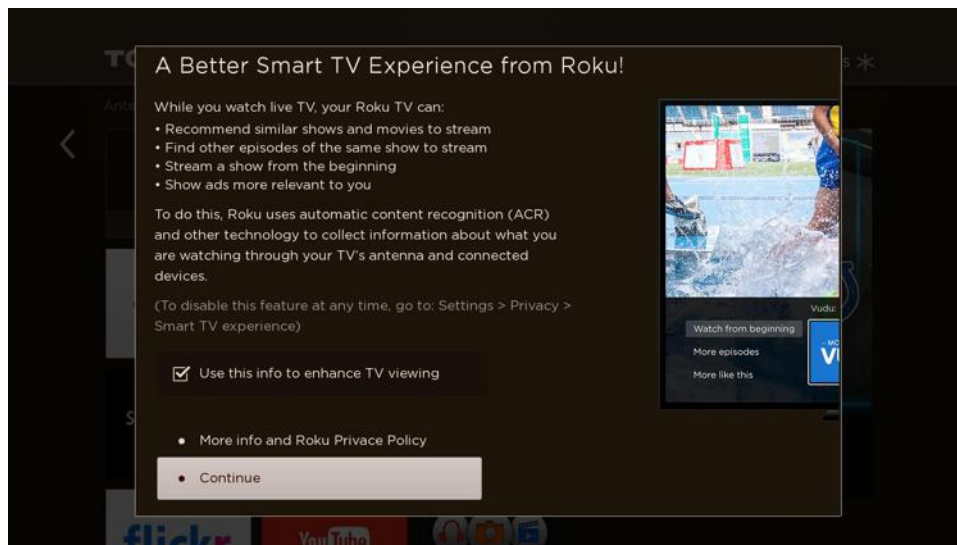 TC
A Better Smart TV Experience from Roku!
While you watch live TV, your Roku TV can:
• Recommend similar shows and movies to stream
• Find other episodes of the same show to stream
• Stream a show from the beginning
• Show ads more relevant to you
To do this, Roku uses automatic content recognition (ACR)
and other technology to collect information about what you
are watching through your TV's antenna and connected
devices.
(To disable this feature at any time, go to: Settings > Privacy >
Smart TV experience)
Use this info to enhance TV viewing
• More info and Roku Privace Policy
• Continue
Vudu:
Watch from beginning
More episodes
More like this
flickr
YouTube